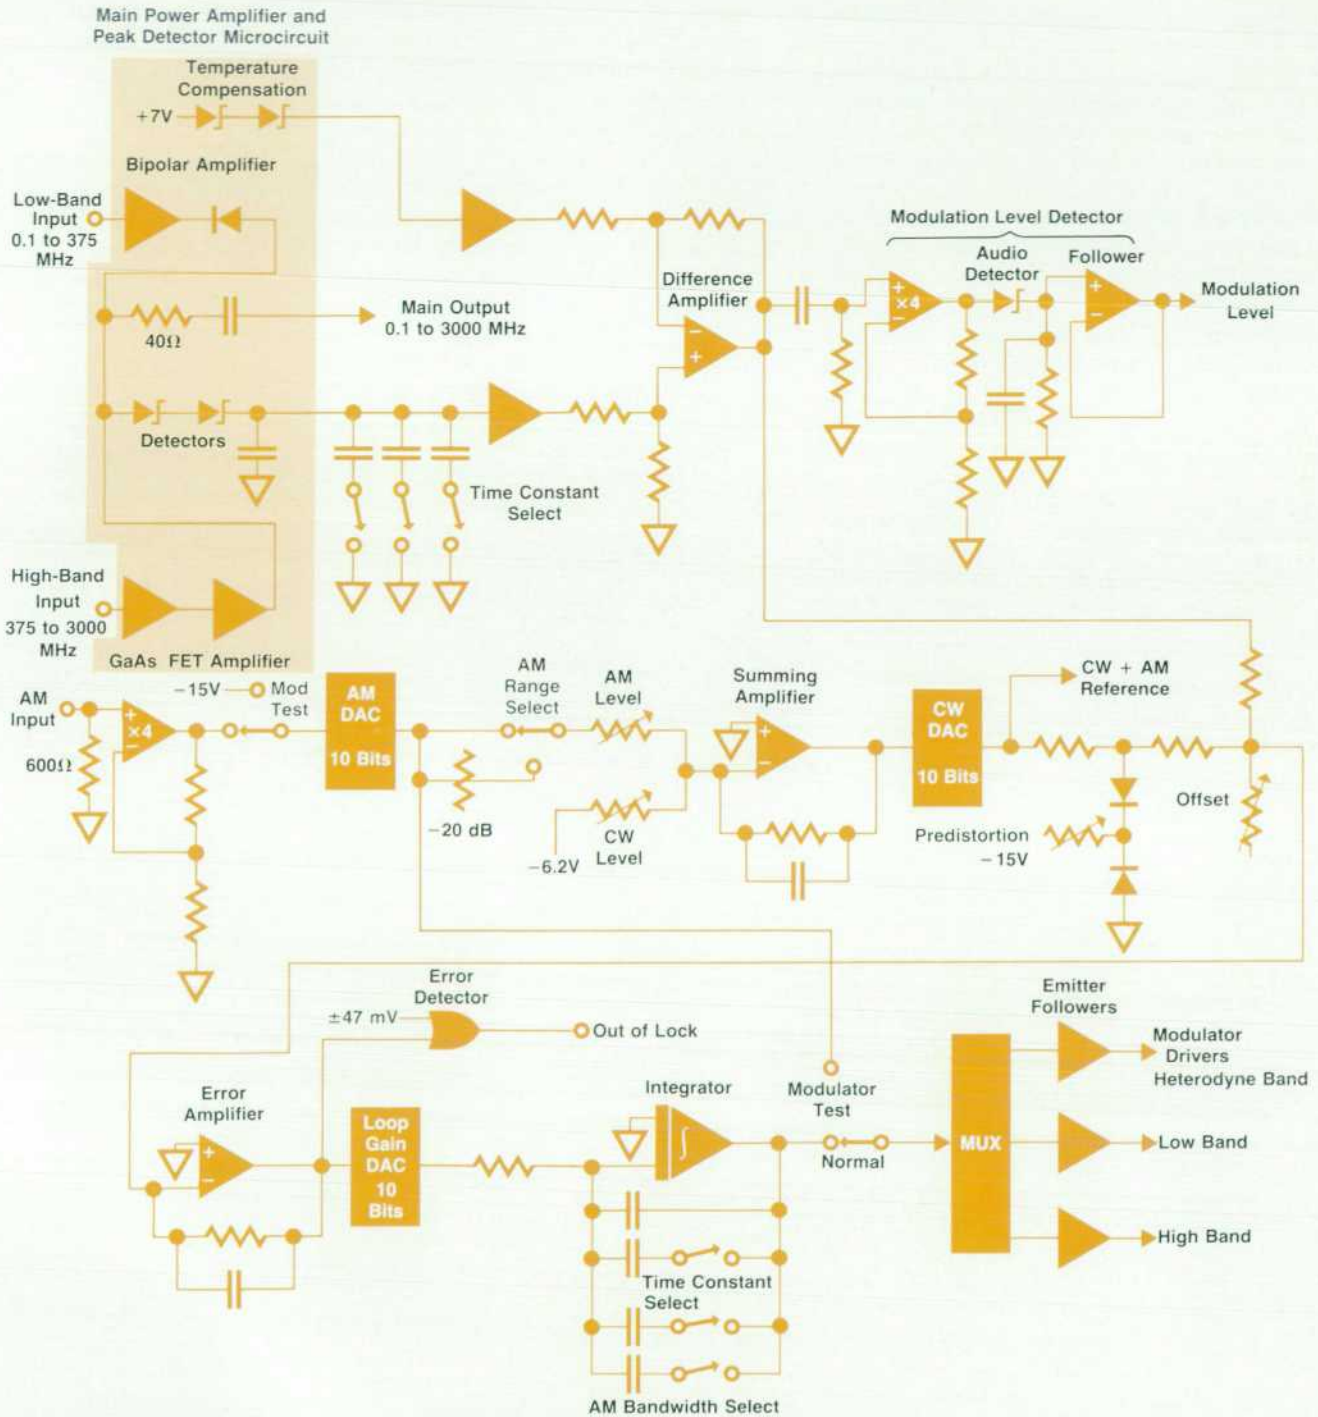 Main Power Amplifier and
Peak Detector Microcircuit
Temperature
Compensation
+7V
Bipolar Amplifier
Low-Band
Input
0.1 to 375
MHz
Main Output
0.1 to 3000 MHz
40Ω
Detectors
Time Constant
Select
Difference
Amplifier
Modulation Level Detector
Audio
Detector
Follower
+
×4
−
+
−
Modulation
Level
−
+
High-Band
Input
375 to 3000
MHz
GaAs FET Amplifier
−15V
Mod
Test
AM
Input
+
×4
−
600Ω
AM
DAC
10 Bits
AM
Range
Select
AM
Level
−20 dB
−6.2V
CW
Level
Summing
Amplifier
+
−
CW
DAC
10 Bits
CW + AM
Reference
Predistortion
−15V
Offset
Error
Detector
±47 mV
Out of Lock
Error
Amplifier
+
−
Loop
Gain
DAC
10
Bits
Integrator
∫
Modulator
Test
Normal
Time Constant
Select
AM Bandwidth Select
MUX
Emitter
Followers
Modulator
Drivers
Heterodyne Band
Low Band
High Band